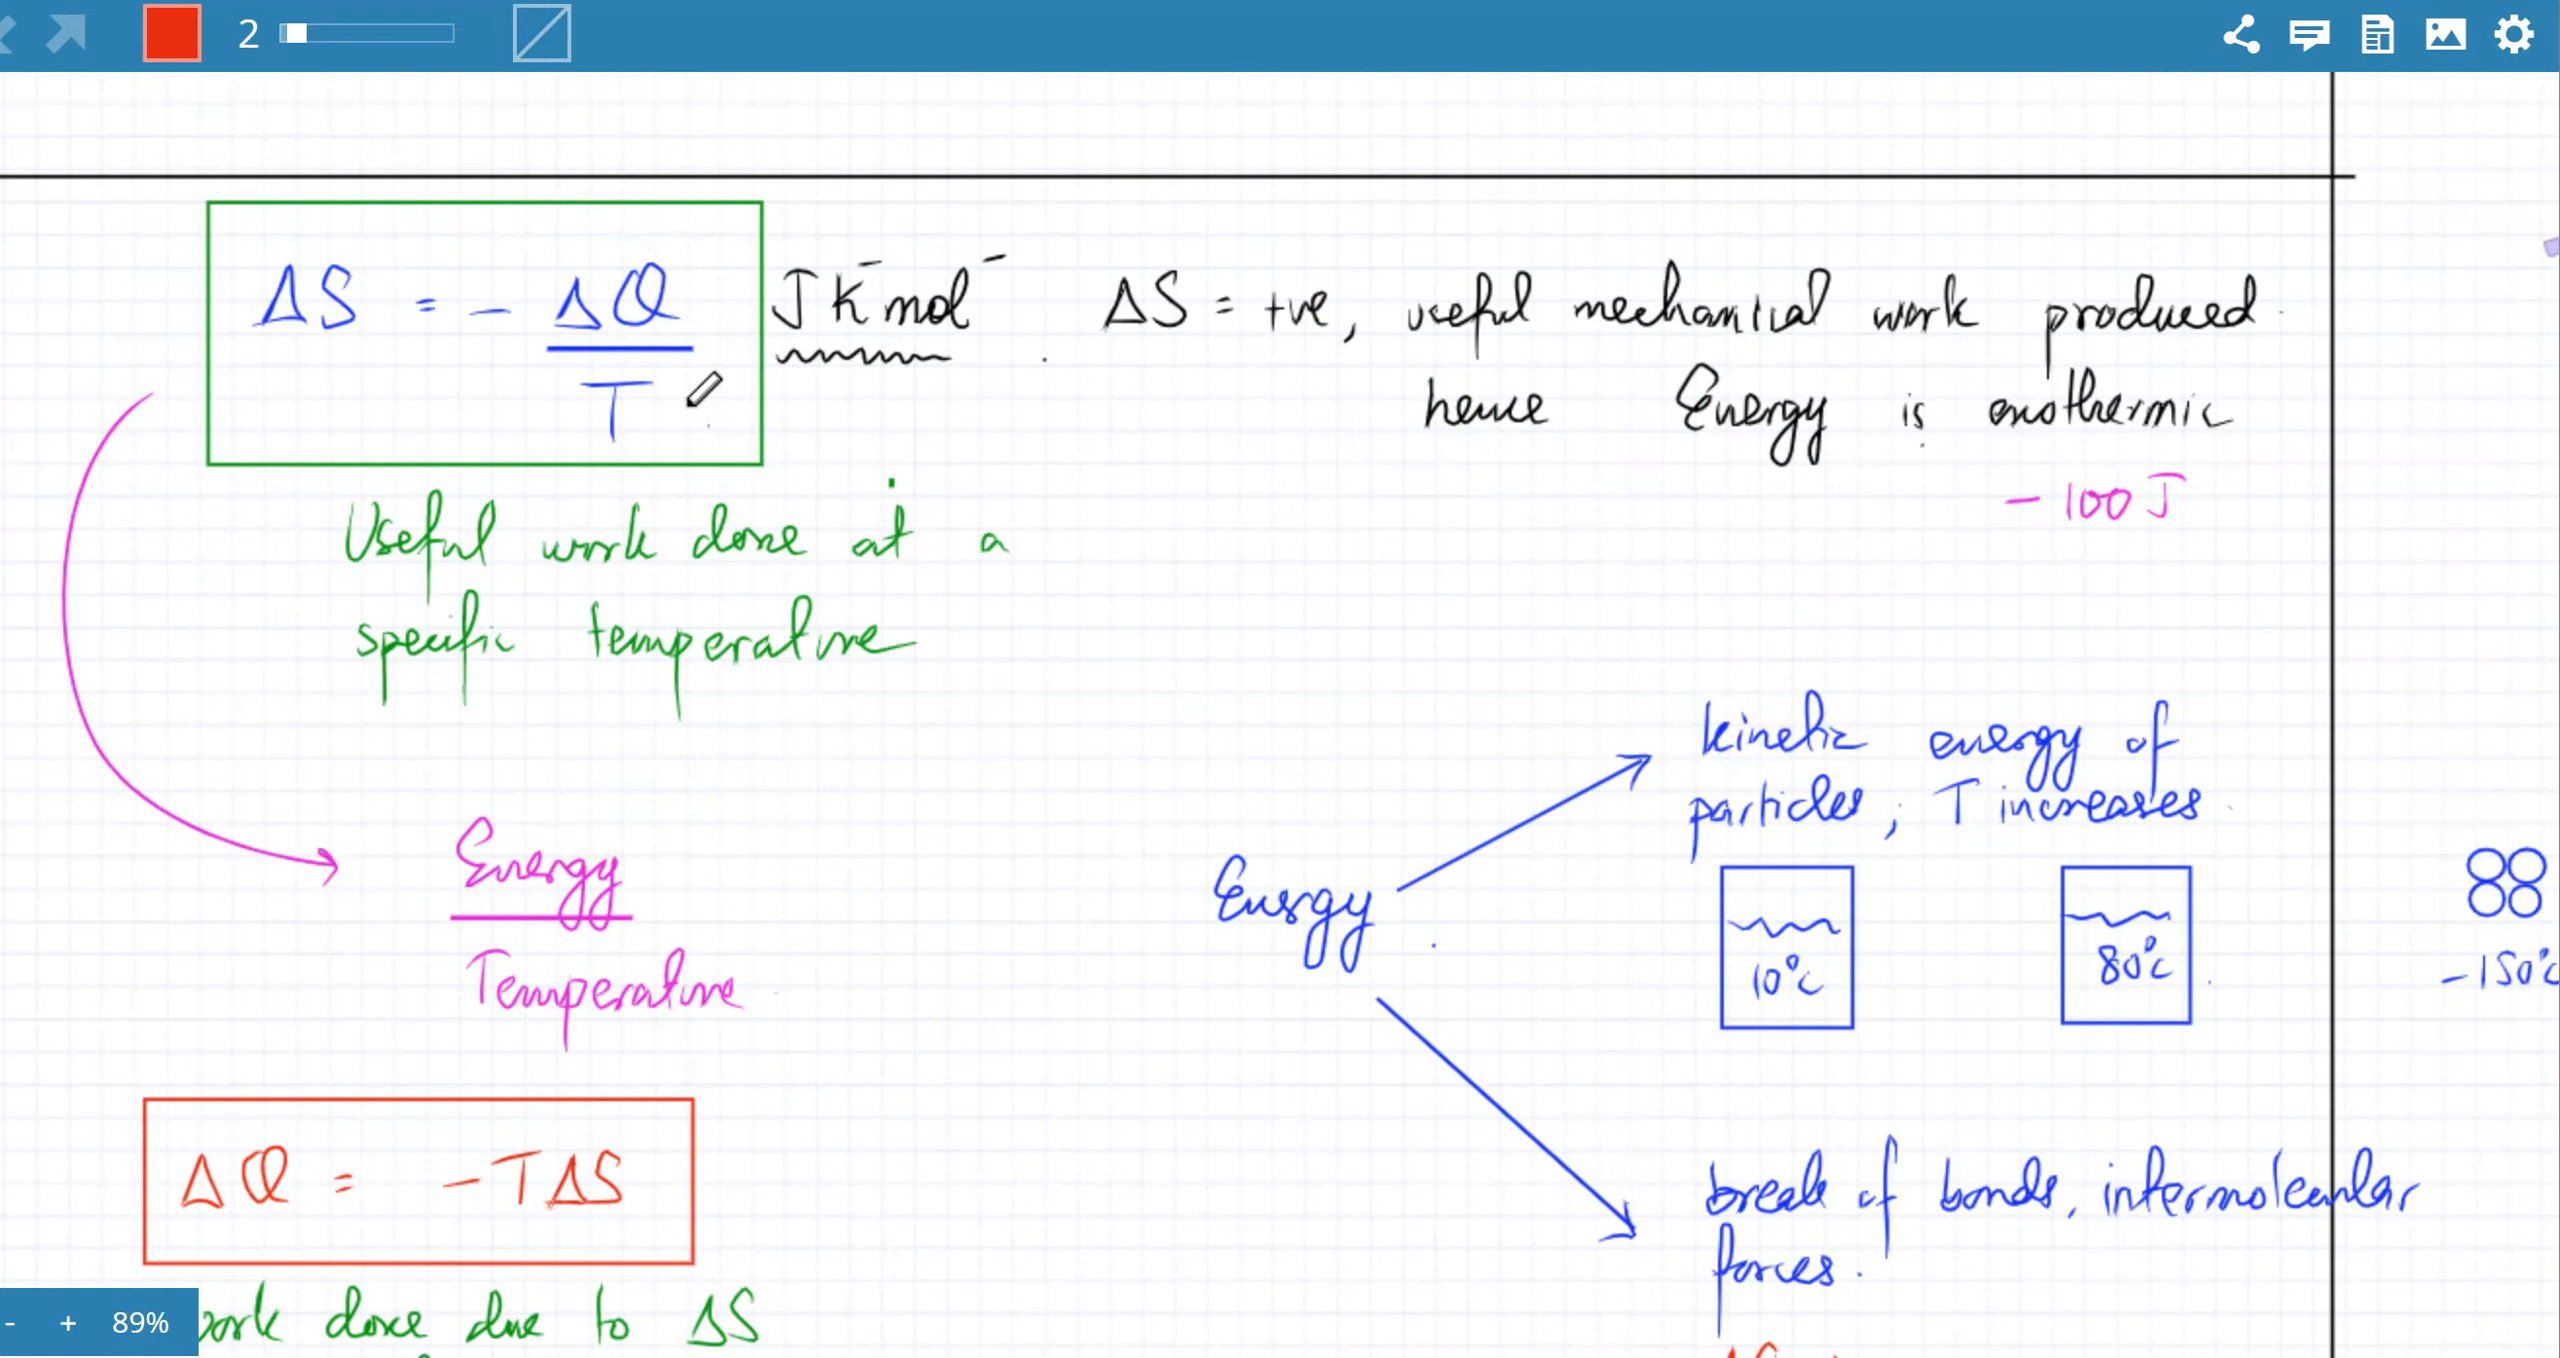 2
ΔS = - ΔQ / T
J K⁻ mol⁻
ΔS = +ve, useful mechanical work produced
hence Energy is exothermic
- 100 J
Useful work done at a
specific temperature
Energy
Temperature
Energy
kinetic energy of
particles, T increases
10°C
80°C
-150°C
break of bonds, intermolecular
forces.
ΔQ = -TΔS
work done due to ΔS
- + 89%